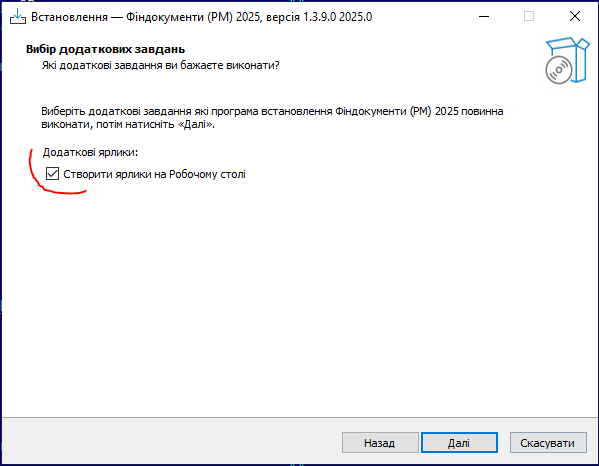 Встановлення — Фіндокументи (РМ) 2025, версія 1.3.9.0 2025.0
Вибір додаткових завдань
Які додаткові завдання ви бажаєте виконати?
Виберіть додаткові завдання які програма встановлення Фіндокументи (РМ) 2025 повинна
виконати, потім натисніть «Далі».
Додаткові ярлики:
Створити ярлики на Робочому столі
Назад
Далі
Скасувати